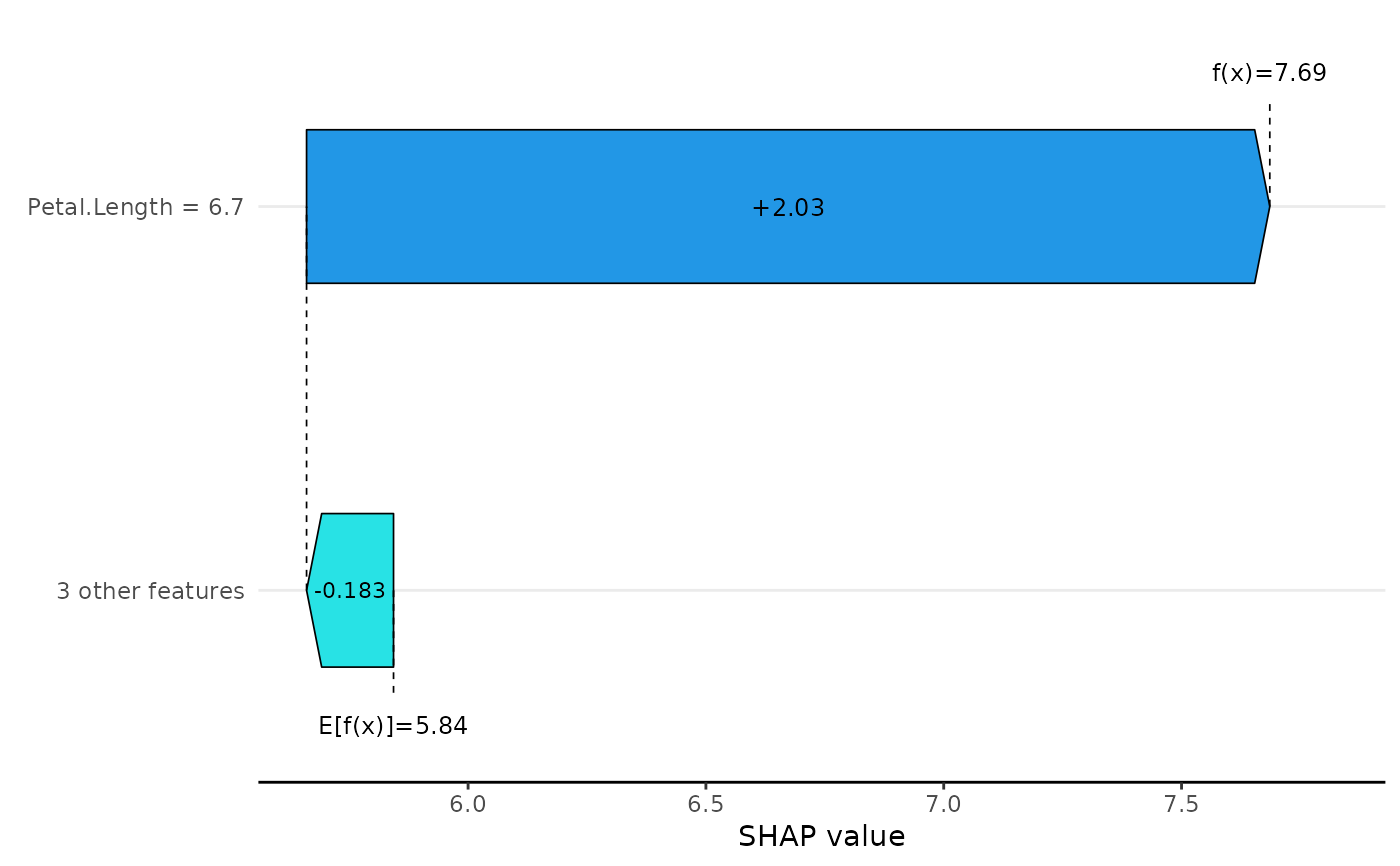 f(x)=7.69
Petal.Length = 6.7
+2.03
3 other features
-0.183
E[f(x)]=5.84
6.0
6.5
7.0
7.5
SHAP value